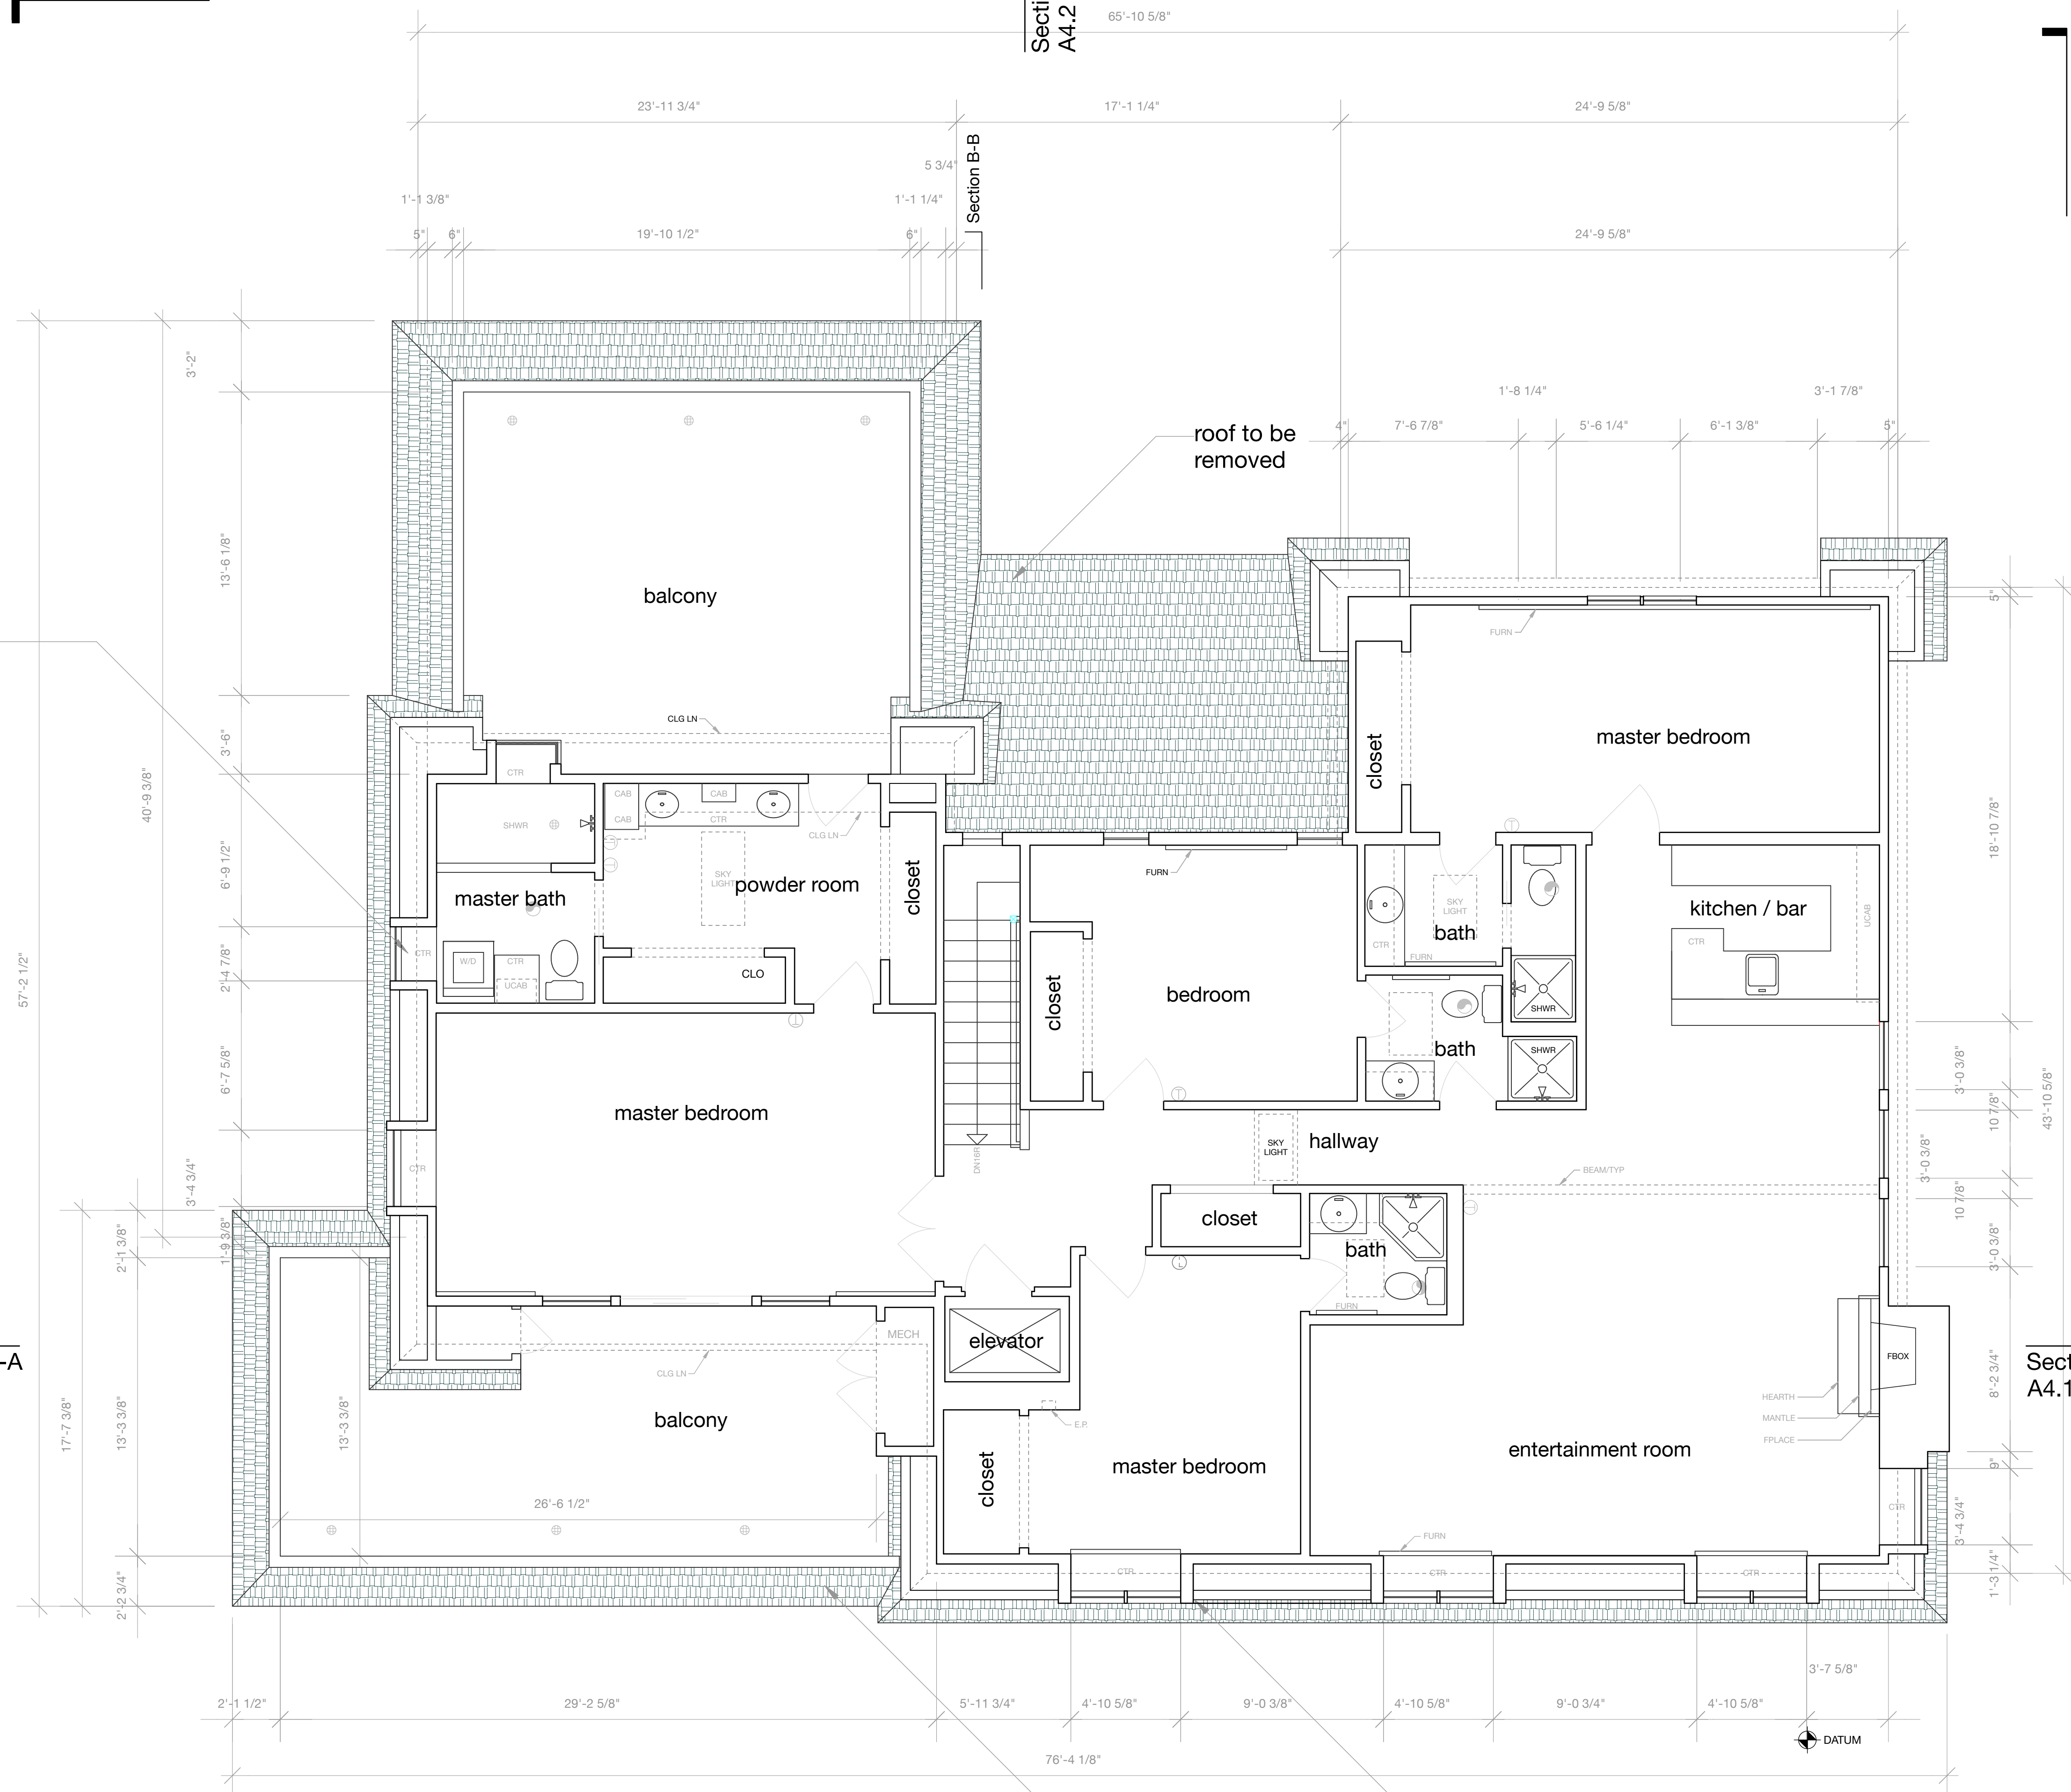 Secti
A4.2
65'-10 5/8"
23'-11 3/4"
17'-1 1/4"
24'-9 5/8"
5 3/4"
Section B-B
1'-1 3/8"
1'-1 1/4"
5"
6"
19'-10 1/2"
6"
24'-9 5/8"
3'-2"
1'-8 1/4"
3'-1 7/8"
4"
7'-6 7/8"
5'-6 1/4"
6'-1 3/8"
5"
roof to be
removed
13'-6 1/8"
balcony
5"
FURN
CLG LN
closet
master bedroom
3'-6"
40'-9 3/8"
CTR
CAB
CAB
CAB
CTR
SHWR
CLG LN
18'-10 7/8"
6'-9 1/2"
SKY
LIGHT
powder room
closet
FURN
master bath
SKY
LIGHT
kitchen / bar
UCAB
bath
CTR
CTR
57'-2 1/2"
2'-4 7/8"
CTR
W/D
CTR
UCAB
CLO
FURN
closet
bedroom
SHWR
bath
SHWR
6'-7 5/8"
3'-0 3/8"
43'-10 5/8"
10 7/8"
master bedroom
SKY
LIGHT
hallway
DN16R
BEAM/TYP
3'-0 3/8"
3'-4 3/4"
CTR
10 7/8"
closet
bath
2'-1 3/8"
1'-9 3/8"
3'-0 3/8"
FURN
MECH
elevator
FBOX
-A
Sect
A4.1
CLG LN
8'-2 3/4"
HEARTH
MANTLE
FPLACE
17'-7 3/8"
13'-3 3/8"
13'-3 3/8"
balcony
E.P.
closet
master bedroom
entertainment room
9"
26'-6 1/2"
CTR
3'-4 3/4"
FURN
CTR
CTR
CTR
2'-2 3/4"
1'-3 1/4"
3'-7 5/8"
2'-1 1/2"
29'-2 5/8"
5'-11 3/4"
4'-10 5/8"
9'-0 3/8"
4'-10 5/8"
9'-0 3/4"
4'-10 5/8"
DATUM
76'-4 1/8"